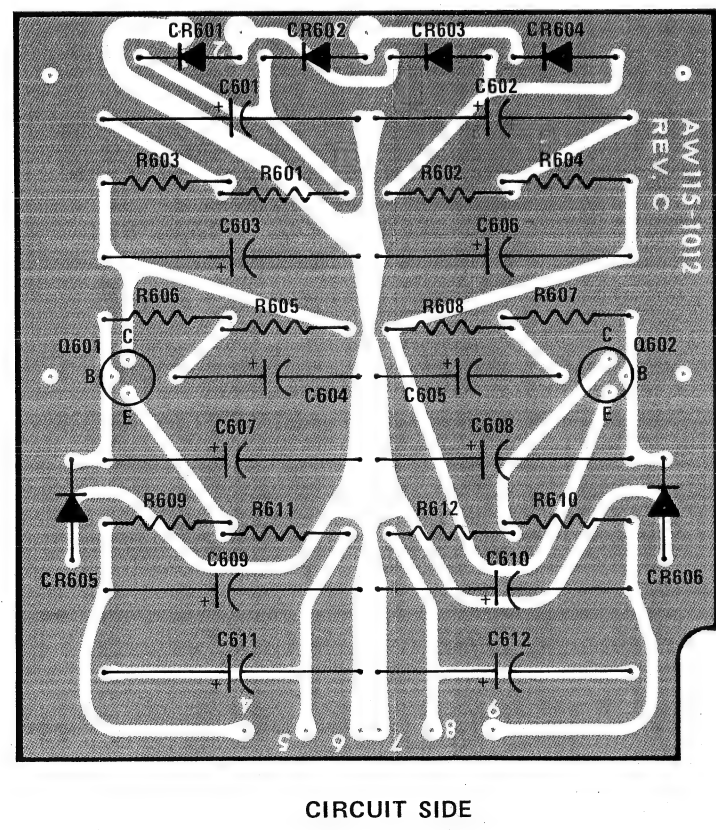 CR601 CR602 CR603 CR604
2
C601 C602
+ +
R603 R601 R602 R604
AW115-1012
REV. C
C603 C606
+ +
R606 R605 R608 R607
Q601 C B E
Q602 C B E
+ C604 + C605
C607 C608
+ +
R609 R611 R612 R610
CR605 C609 C610 CR606
+ +
C611 C612
+ +
4 5 6 7 8 9
CIRCUIT SIDE